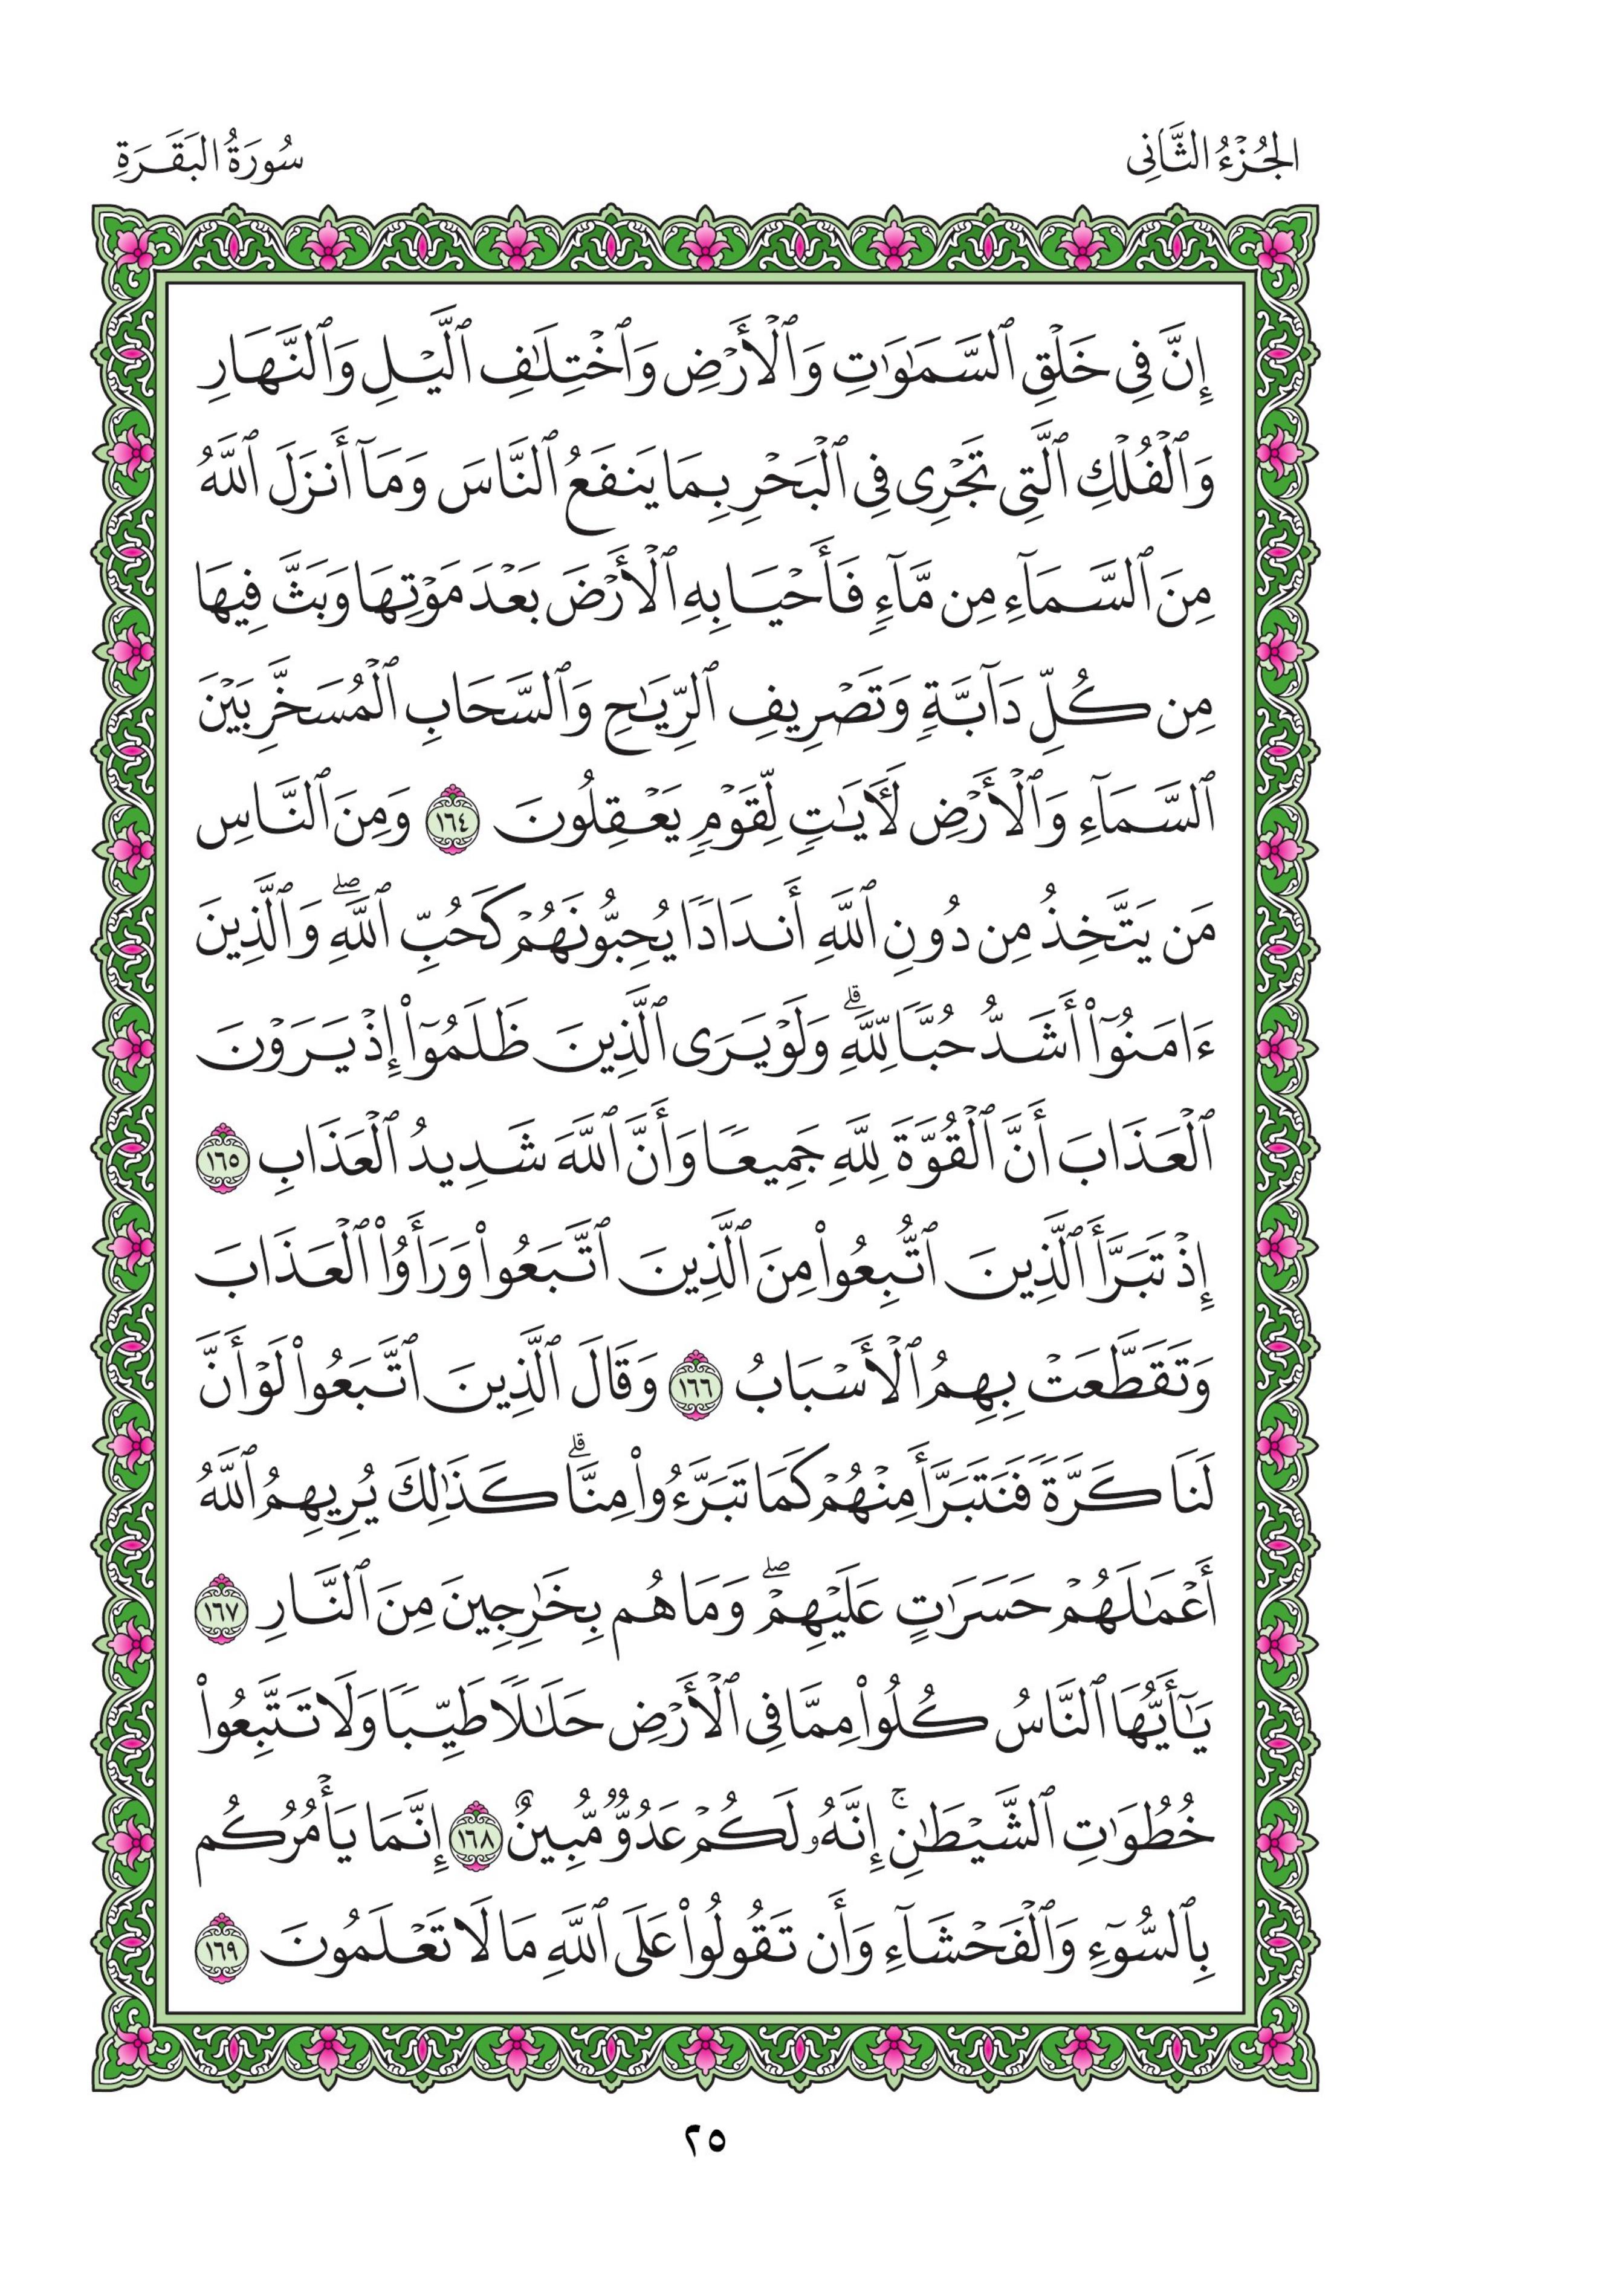 الجُزْءُ الثَّانِى
سُورَةُ البَقَرَةِ
إِنَّ فِى خَلْقِ ٱلسَّمَٰوَٰتِ وَٱلْأَرْضِ وَٱخْتِلَٰفِ ٱلَّيْلِ وَٱلنَّهَارِ
وَٱلْفُلْكِ ٱلَّتِى تَجْرِى فِى ٱلْبَحْرِ بِمَا يَنفَعُ ٱلنَّاسَ وَمَآ أَنزَلَ ٱللَّهُ
مِنَ ٱلسَّمَآءِ مِن مَّآءٍ فَأَحْيَا بِهِ ٱلْأَرْضَ بَعْدَ مَوْتِهَا وَبَثَّ فِيهَا
مِن كُلِّ دَآبَّةٍ وَتَصْرِيفِ ٱلرِّيَٰحِ وَٱلسَّحَابِ ٱلْمُسَخَّرِ بَيْنَ
ٱلسَّمَآءِ وَٱلْأَرْضِ لَءَايَٰتٍ لِّقَوْمٍ يَعْقِلُونَ ١٦٤ وَمِنَ ٱلنَّاسِ
مَن يَتَّخِذُ مِن دُونِ ٱللَّهِ أَندَادًا يُحِبُّونَهُمْ كَحُبِّ ٱللَّهِۖ وَٱلَّذِينَ
ءَامَنُوٓا۟ أَشَدُّ حُبًّا لِّلَّهِۗ وَلَوْ يَرَى ٱلَّذِينَ ظَلَمُوٓا۟ إِذْ يَرَوْنَ
ٱلْعَذَابَ أَنَّ ٱلْقُوَّةَ لِلَّهِ جَمِيعًا وَأَنَّ ٱللَّهَ شَدِيدُ ٱلْعَذَابِ ١٦٥
إِذْ تَبَرَّأَ ٱلَّذِينَ ٱتُّبِعُوا۟ مِنَ ٱلَّذِينَ ٱتَّبَعُوا۟ وَرَأَوُا۟ ٱلْعَذَابَ
وَتَقَطَّعَتْ بِهِمُ ٱلْأَسْبَابُ ١٦٦ وَقَالَ ٱلَّذِينَ ٱتَّبَعُوا۟ لَوْ أَنَّ
لَنَا كَرَّةً فَنَتَبَرَّأَ مِنْهُمْ كَمَا تَبَرَّءُوا۟ مِنَّاۗ كَذَٰلِكَ يُرِيهِمُ ٱللَّهُ
أَعْمَٰلَهُمْ حَسَرَٰتٍ عَلَيْهِمْۖ وَمَا هُم بِخَٰرِجِينَ مِنَ ٱلنَّارِ ١٦٧
يَٰٓأَيُّهَا ٱلنَّاسُ كُلُوا۟ مِمَّا فِى ٱلْأَرْضِ حَلَٰلًا طَيِّبًا وَلَا تَتَّبِعُوا۟
خُطُوَٰتِ ٱلشَّيْطَٰنِۚ إِنَّهُۥ لَكُمْ عَدُوٌّ مُّبِينٌ ١٦٨ إِنَّمَا يَأْمُرُكُم
بِٱلسُّوٓءِ وَٱلْفَحْشَآءِ وَأَن تَقُولُوا۟ عَلَى ٱللَّهِ مَا لَا تَعْلَمُونَ ١٦٩
٢٥